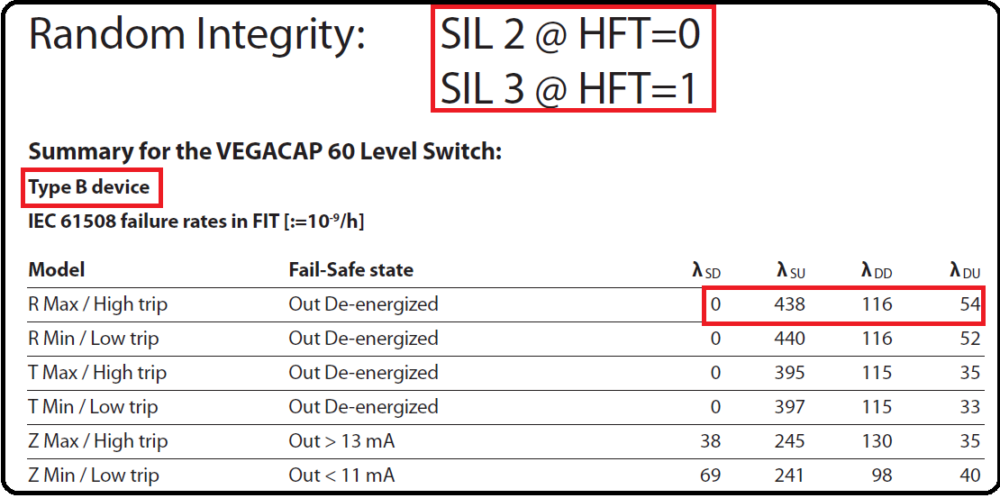 Random Integrity: SIL 2 @ HFT=0
SIL 3 @ HFT=1
Summary for the VEGACAP 60 Level Switch:
Type B device
IEC 61508 failure rates in FIT [:=10⁻⁹/h]
Model Fail-Safe state λ SD λ SU λ DD λ DU
R Max / High trip Out De-energized 0 438 116 54
R Min / Low trip Out De-energized 0 440 116 52
T Max / High trip Out De-energized 0 395 115 35
T Min / Low trip Out De-energized 0 397 115 33
Z Max / High trip Out > 13 mA 38 245 130 35
Z Min / Low trip Out < 11 mA 69 241 98 40